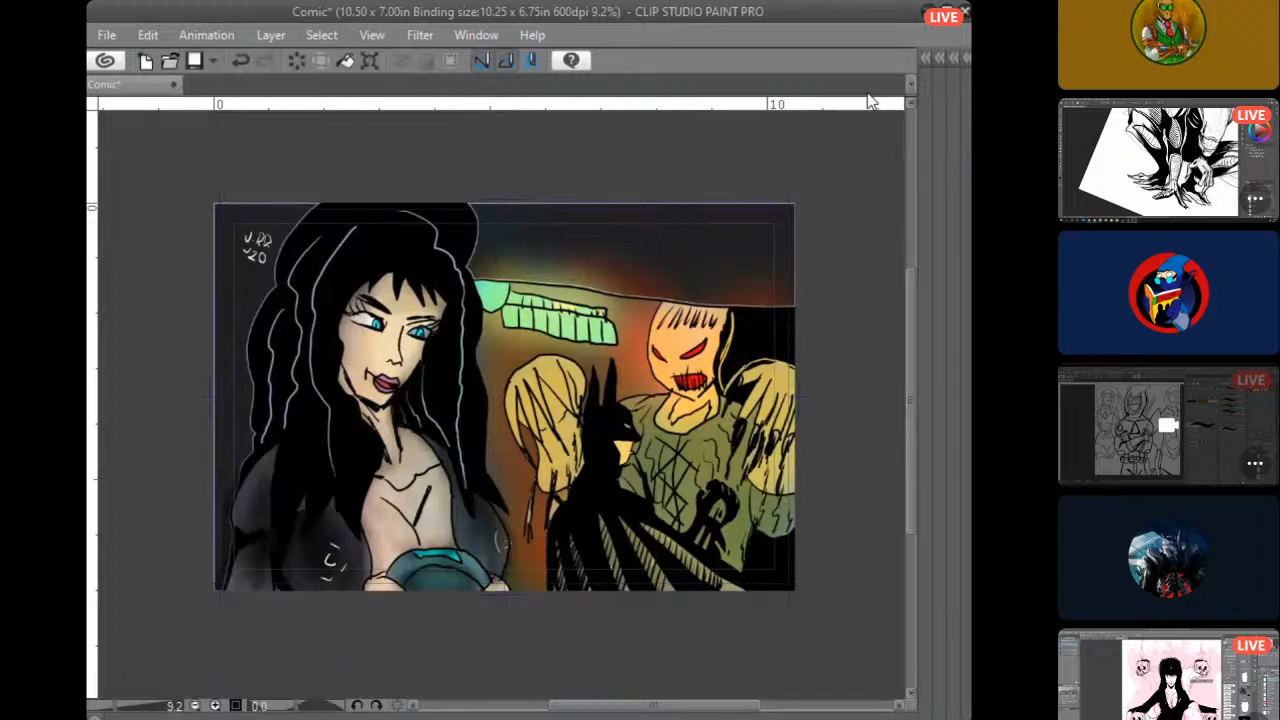 Comic* (10.50 x 7.00in Binding size:10.25 x 6.75in 600dpi 9.2%) - CLIP STUDIO PAINT PRO
LIVE
File Edit Animation Layer Select View Filter Window Help
Comic*
0 10
LIVE
LIVE
9.2 0.0
LIVE